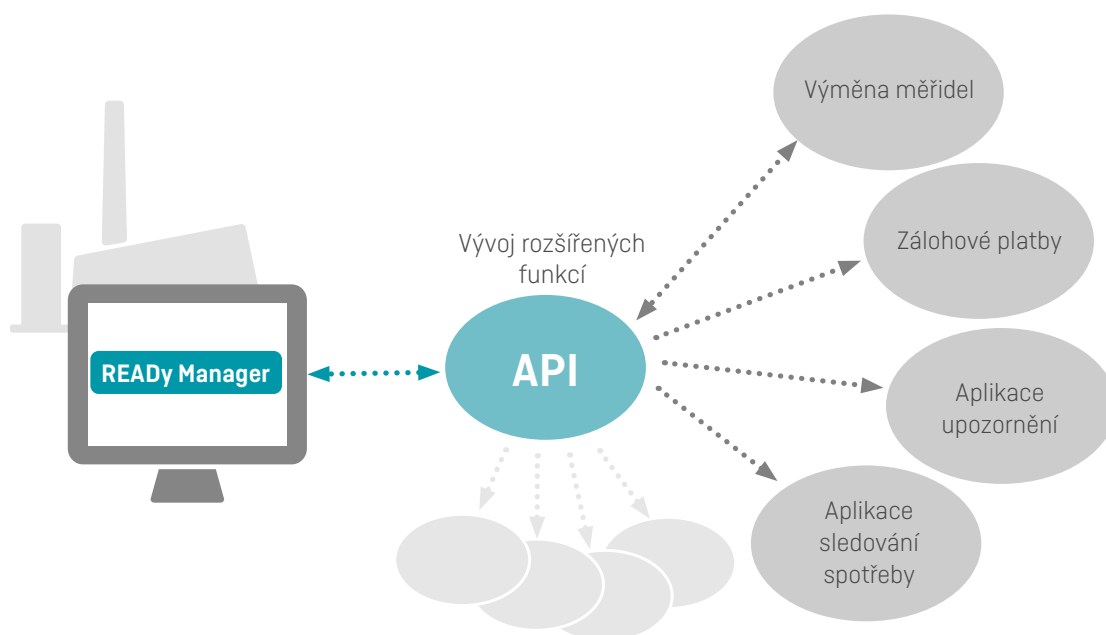 Výměna měřidel
Zálohové platby
Vývoj rozšířených
funkcí
API
READy Manager
Aplikace
upozornění
Aplikace
sledování
spotřeby